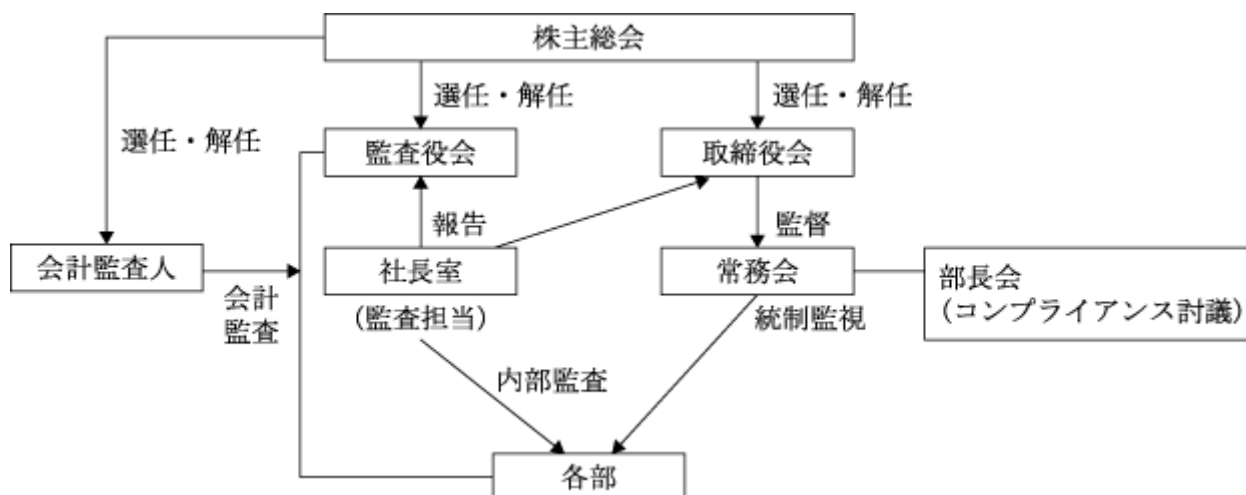 株主総会
選任・解任
選任・解任
選任・解任
監査役会
取締役会
報告
監督
会計監査人
会計
監査
社長室
(監査担当)
常務会
部長会
(コンプライアンス討議)
統制監視
内部監査
各部